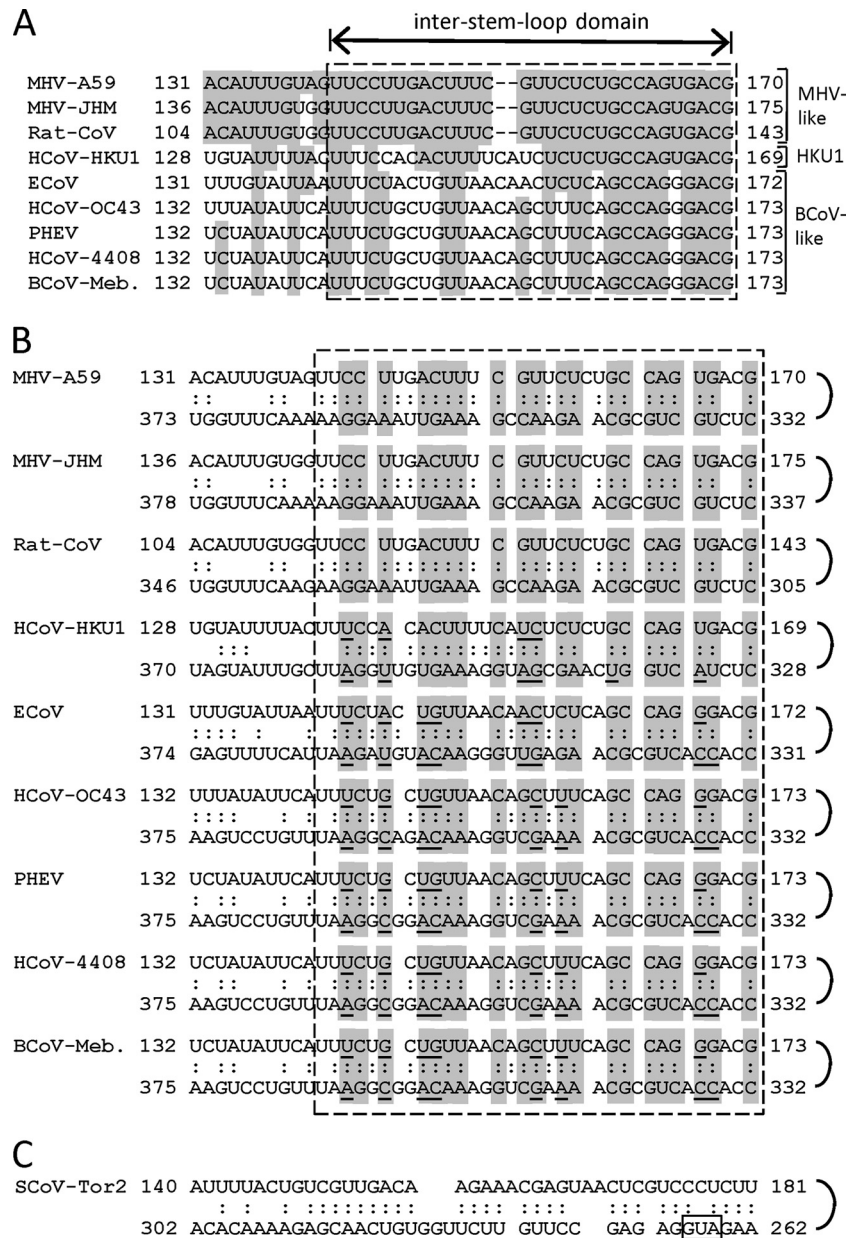 A
inter-stem-loop domain
MHV-A59 131 ACAUUUGUAGUUCCUUGACUUUC--GUUCUCUGCCAGUGACG 170
MHV-JHM 136 ACAUUUGUGGUUCCUUGACUUUC--GUUCUCUGCCAGUGACG 175
Rat-CoV 104 ACAUUUGUGGUUCCUUGACUUUC--GUUCUCUGCCAGUGACG 143
MHV-like
HCoV-HKU1 128 UGUAUUUUAGUUUCCACACUUUUCAUCUCUCUGCCAGUGACG 169
HKU1
ECoV 131 UUUGUAUUAAUUUCUACUGUUAACAACUCUCAGCCAGGGACG 172
HCoV-OC43 132 UUUAUAUUCAUUUCUGCUGUUAACAGCUUUCAGCCAGGGACG 173
PHEV 132 UCUAUAUUCAUUUCUGCUGUUAACAGCUUUCAGCCAGGGACG 173
HCoV-4408 132 UCUAUAUUCAUUUCUGCUGUUAACAGCUUUCAGCCAGGGACG 173
BCoV-Meb. 132 UCUAUAUUCAUUUCUGCUGUUAACAGCUUUCAGCCAGGGACG 173
BCoV-like
B
MHV-A59 131 ACAUUUGUAGUUCC UUGACUUU C GUUCUCUGC CAG UGACG 170
373 UGGUUUCAAAAAGGAAAUUGAAA GCCAAGA ACGCGUC GUCUC 332
MHV-JHM 136 ACAUUUGUGGUUCC UUGACUUU C GUUCUCUGC CAG UGACG 175
378 UGGUUUCAAAAAGGAAAUUGAAA GCCAAGA ACGCGUC GUCUC 337
Rat-CoV 104 ACAUUUGUGGUUCC UUGACUUU C GUUCUCUGC CAG UGACG 143
346 UGGUUUCAAGAAGGAAAUUGAAA GCCAAGA ACGCGUC GUCUC 305
HCoV-HKU1 128 UGUAUUUUACUUUCCA CACUUUUCAUCUCUCUGC CAG UGACG 169
370 UAGUAUUUGCUUAGGUUGUGAAAGGUAGCGAACUG GUC AUCUC 328
ECoV 131 UUUGUAUUAAUUUCUAC UGUUAACAACUCUCAGC CAG GGACG 172
374 GAGUUUUCAUUAAGAUGUACAAGGGUUGAGA ACGCGUCACCACC 331
HCoV-OC43 132 UUUAUAUUCAUUUCUG CUGUUAACAGCUUUCAGC CAG GGACG 173
375 AAGUCCUGUUUAAGGCAGACAAAGGUCGAAA ACGCGUCACCACC 332
PHEV 132 UCUAUAUUCAUUUCUG CUGUUAACAGCUUUCAGC CAG GGACG 173
375 AAGUCCUGUUUAAGGCGGACAAAGGUCGAAA ACGCGUCACCACC 332
HCoV-4408 132 UCUAUAUUCAUUUCUG CUGUUAACAGCUUUCAGC CAG GGACG 173
375 AAGUCCUGUUUAAGGCGGACAAAGGUCGAAA ACGCGUCACCACC 332
BCoV-Meb. 132 UCUAUAUUCAUUUCUG CUGUUAACAGCUUUCAGC CAG GGACG 173
375 AAGUCCUGUUUAAGGCGGACAAAGGUCGAAA ACGCGUCACCACC 332
C
SCoV-Tor2 140 AUUUUACUGUCGUUGACA AGAAACGAGUAACUCGUCCCUCUU 181
302 ACACAAAAGAGCAACUGUGGUUCUU GUUCC GAG AGGUAGAA 262